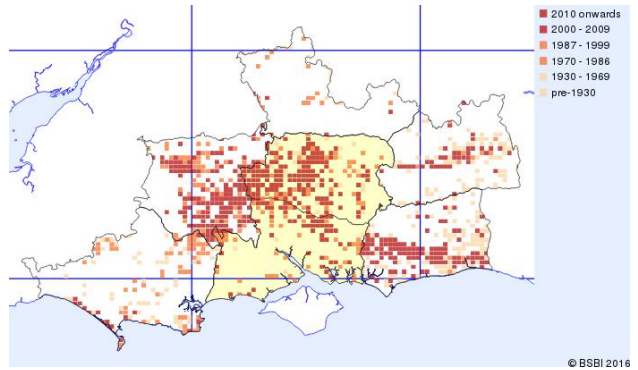 2010 onwards
2000 - 2009
1987 - 1999
1970 - 1986
1930 - 1969
pre-1930
© BSBI 2016